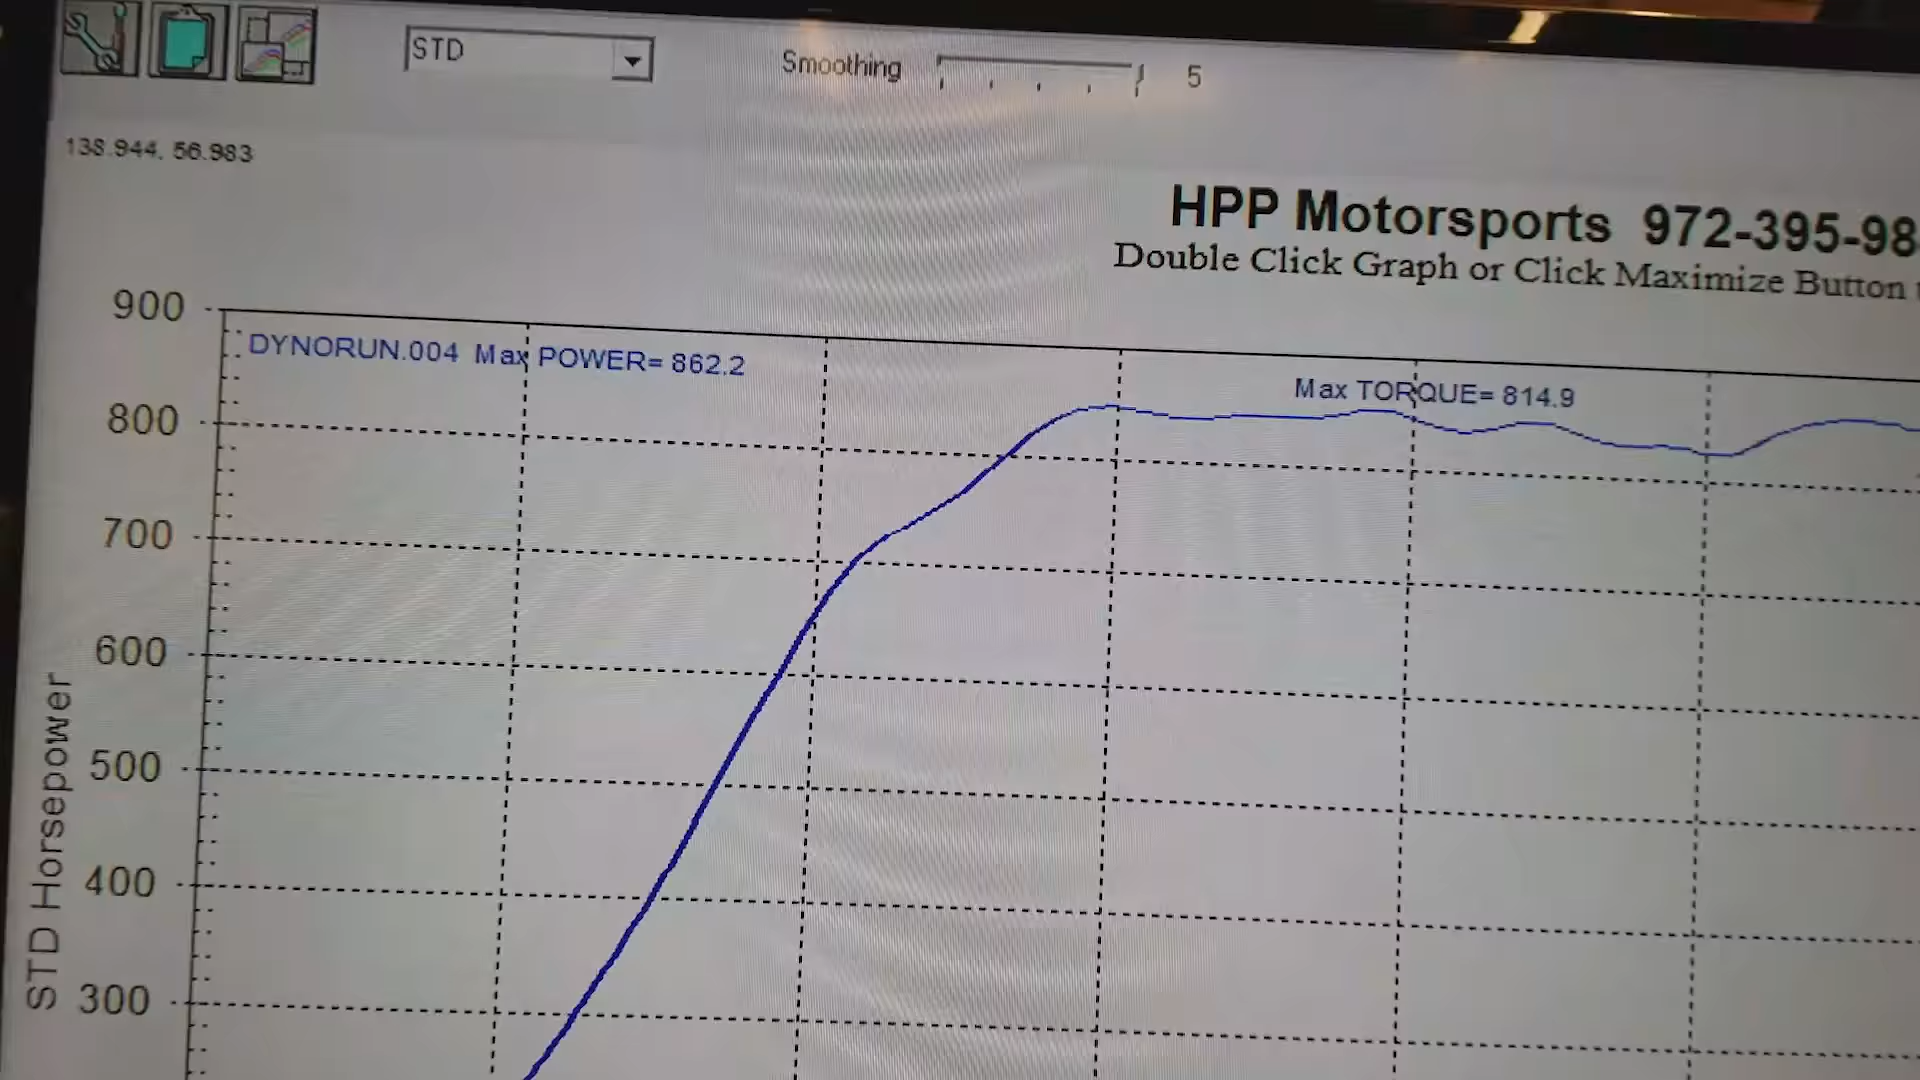 STD
Smoothing 5
138.944, 56.983
HPP Motorsports 972-395-98
Double Click Graph or Click Maximize Button
900
DYNORUN.004 Max POWER= 862.2
Max TORQUE= 814.9
800
700
600
500
400
300
STD Horsepower